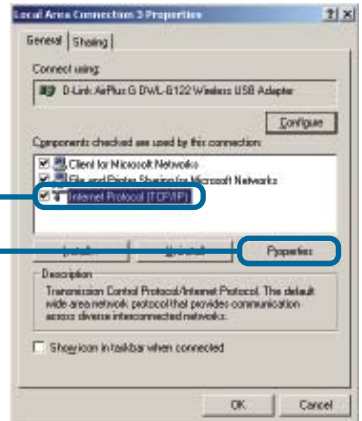 Local Area Connection 3 Properties
General Sharing
Connect using:
D-Link AirPlus G DWL-G122 Wireless USB Adapter
Configure
Components checked are used by this connection:
Client for Microsoft Networks
File and Printer Sharing for Microsoft Networks
Internet Protocol (TCP/IP)
Install... Uninstall Properties
Description
Transmission Control Protocol/Internet Protocol. The default
wide area network protocol that provides communication
across diverse interconnected networks.
Show icon in taskbar when connected
OK Cancel